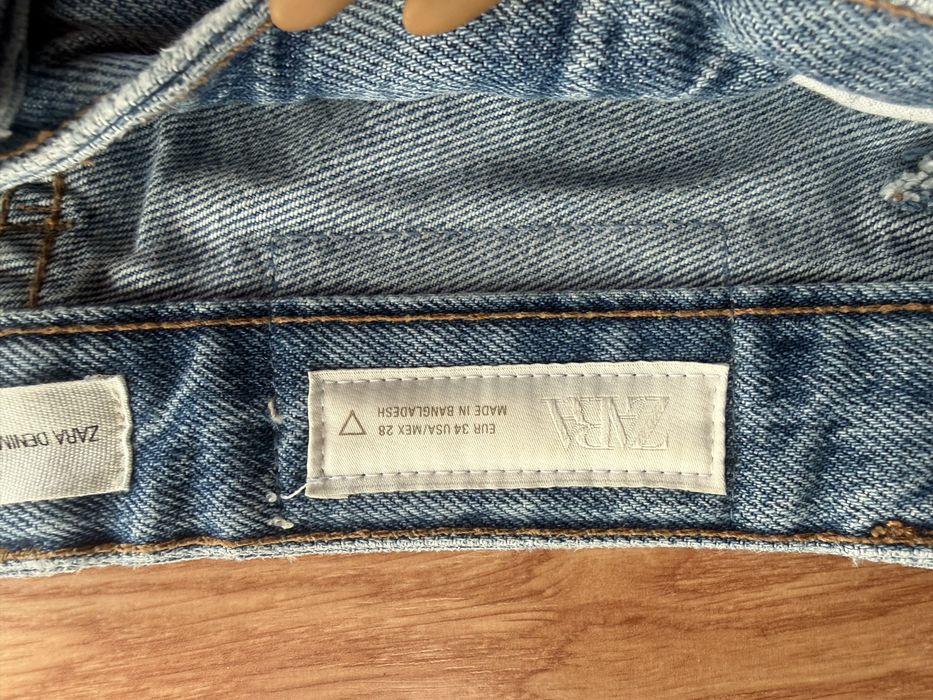 ZARA
EUR 34 USA/MEX 28
MADE IN BANGLADESH
ZARA DENIM